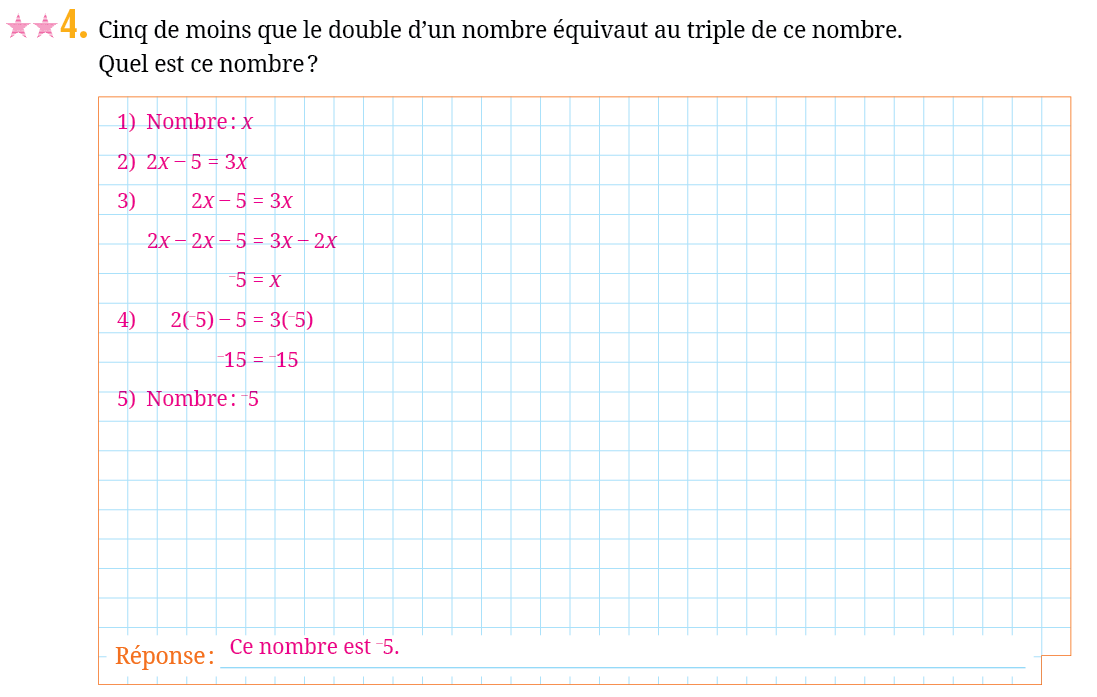 4. Cinq de moins que le double d’un nombre équivaut au triple de ce nombre.
Quel est ce nombre ?
1) Nombre : x
2) 2x – 5 = 3x
3) 2x – 5 = 3x
2x – 2x – 5 = 3x – 2x
⁻5 = x
4) 2(⁻5) – 5 = 3(⁻5)
⁻15 = ⁻15
5) Nombre : ⁻5
Réponse : Ce nombre est ⁻5.